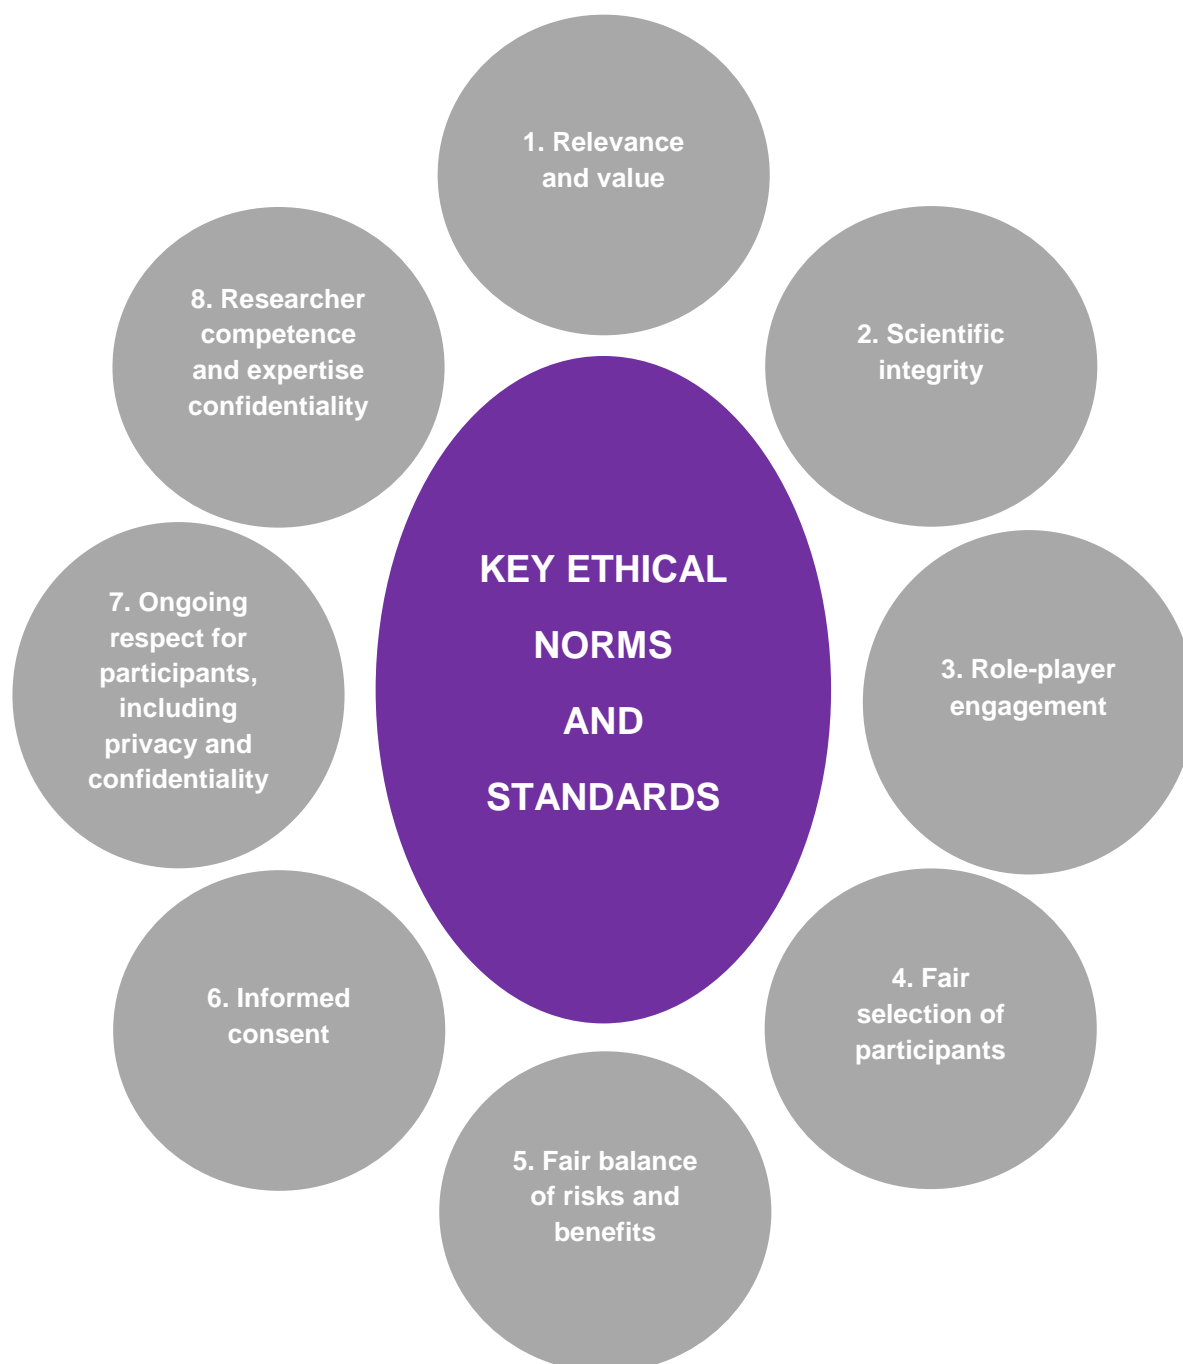 1. Relevance
and value
2. Scientific
integrity
3. Role-player
engagement
4. Fair
selection of
participants
5. Fair balance
of risks and
benefits
6. Informed
consent
7. Ongoing
respect for
participants,
including
privacy and
confidentiality
8. Researcher
competence
and expertise
confidentiality
KEY ETHICAL
NORMS
AND
STANDARDS